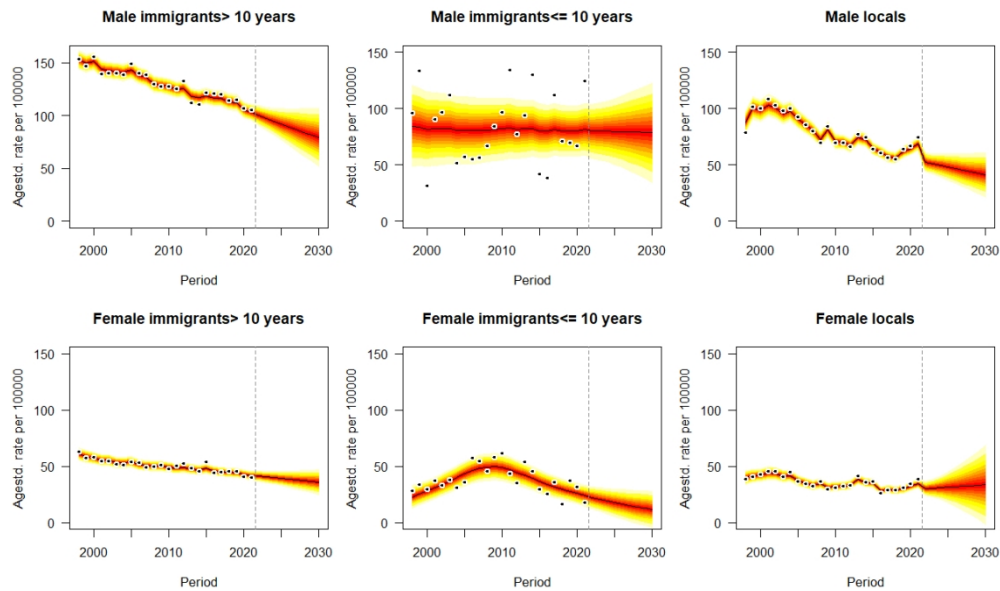 Male immigrants> 10 years
Agestd. rate per 100000
150
100
50
0
2000
2010
2020
2030
Period
Male immigrants<= 10 years
Agestd. rate per 100000
150
100
50
0
2000
2010
2020
2030
Period
Male locals
Agestd. rate per 100000
150
100
50
0
2000
2010
2020
2030
Period
Female immigrants> 10 years
Agestd. rate per 100000
150
100
50
0
2000
2010
2020
2030
Period
Female immigrants<= 10 years
Agestd. rate per 100000
150
100
50
0
2000
2010
2020
2030
Period
Female locals
Agestd. rate per 100000
150
100
50
0
2000
2010
2020
2030
Period